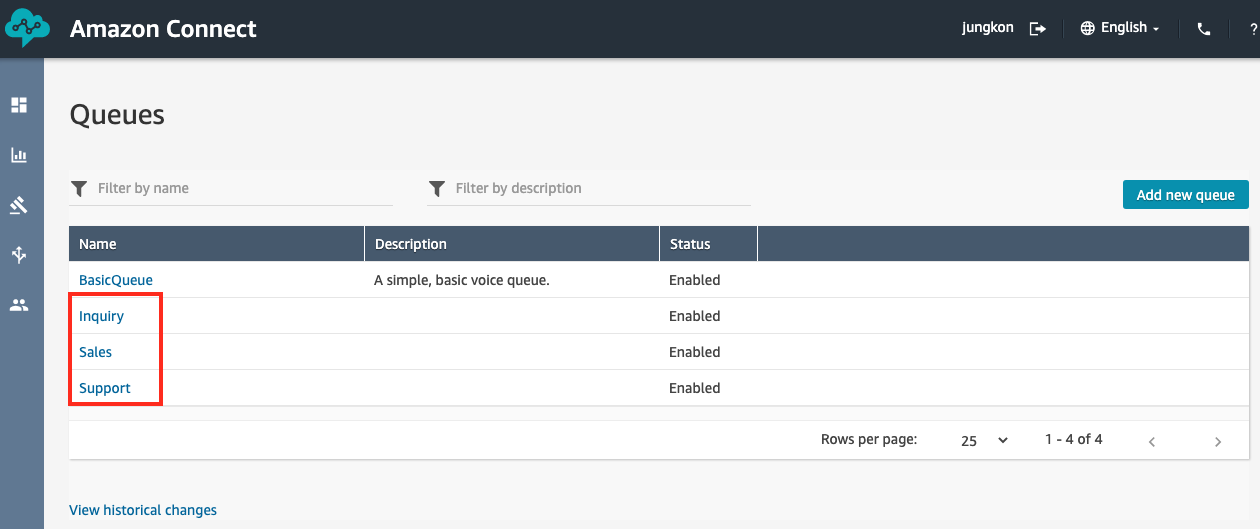 Amazon Connect
jungkon English ?
Queues
Filter by name Filter by description Add new queue
Name Description Status
BasicQueue A simple, basic voice queue. Enabled
Inquiry Enabled
Sales Enabled
Support Enabled
Rows per page: 25 1 - 4 of 4
View historical changes